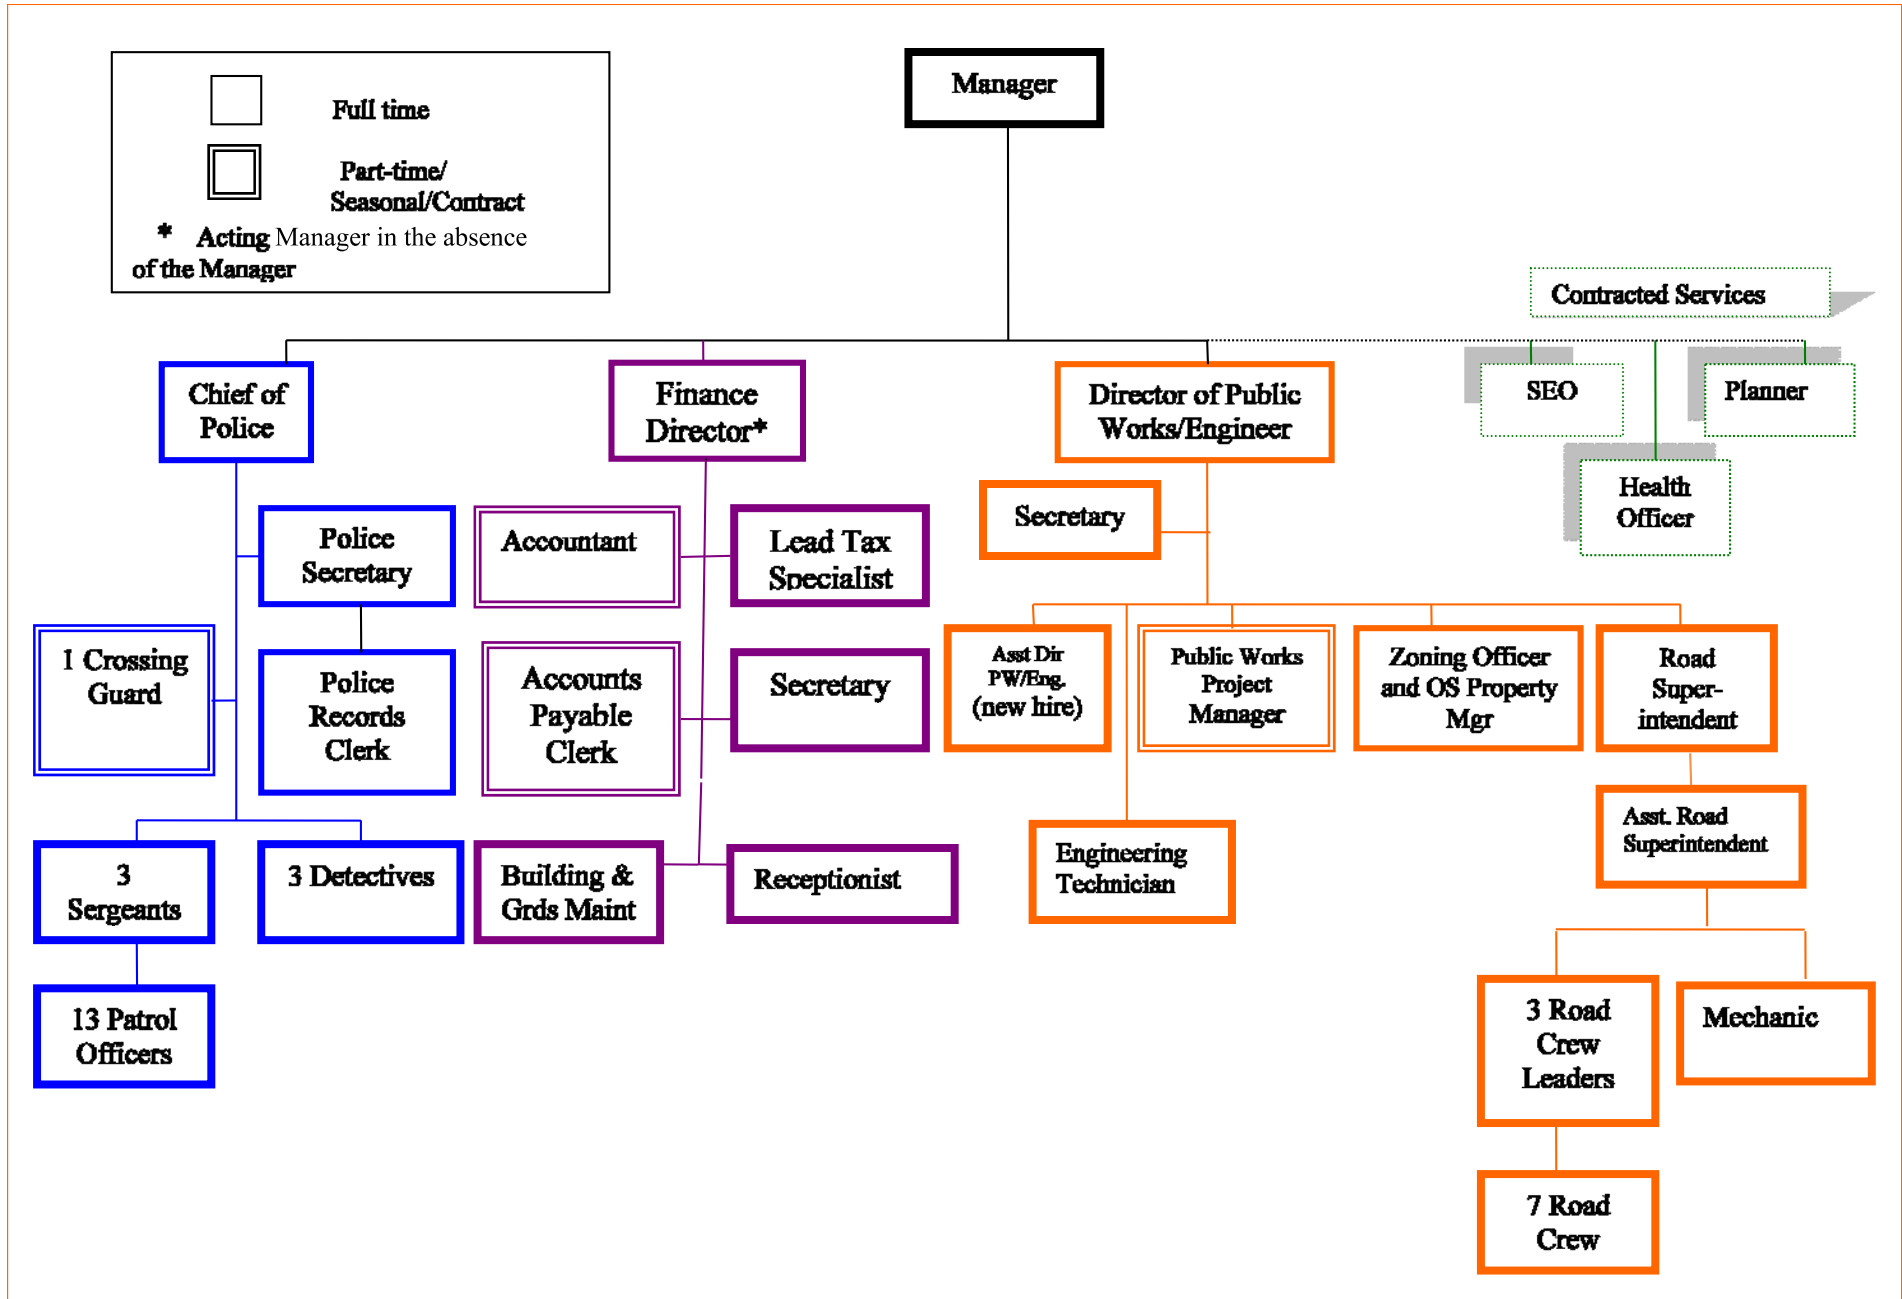 Manager
Full time
Part-time/
Seasonal/Contract
* Acting Manager in the absence
of the Manager
Contracted Services
Chief of
Police
Finance
Director*
Director of Public
Works/Engineer
SEO
Planner
Health
Officer
Police
Secretary
Accountant
Lead Tax
Specialist
Secretary
1 Crossing
Guard
Police
Records
Clerk
Accounts
Payable
Clerk
Secretary
Asst Dir
PW/Eng.
(new hire)
Public Works
Project
Manager
Zoning Officer
and OS Property
Mgr
Road
Super-
intendent
Asst. Road
Superintendent
3
Sergeants
3 Detectives
Building &
Grds Maint
Receptionist
Engineering
Technician
13 Patrol
Officers
3 Road
Crew
Leaders
Mechanic
7 Road
Crew